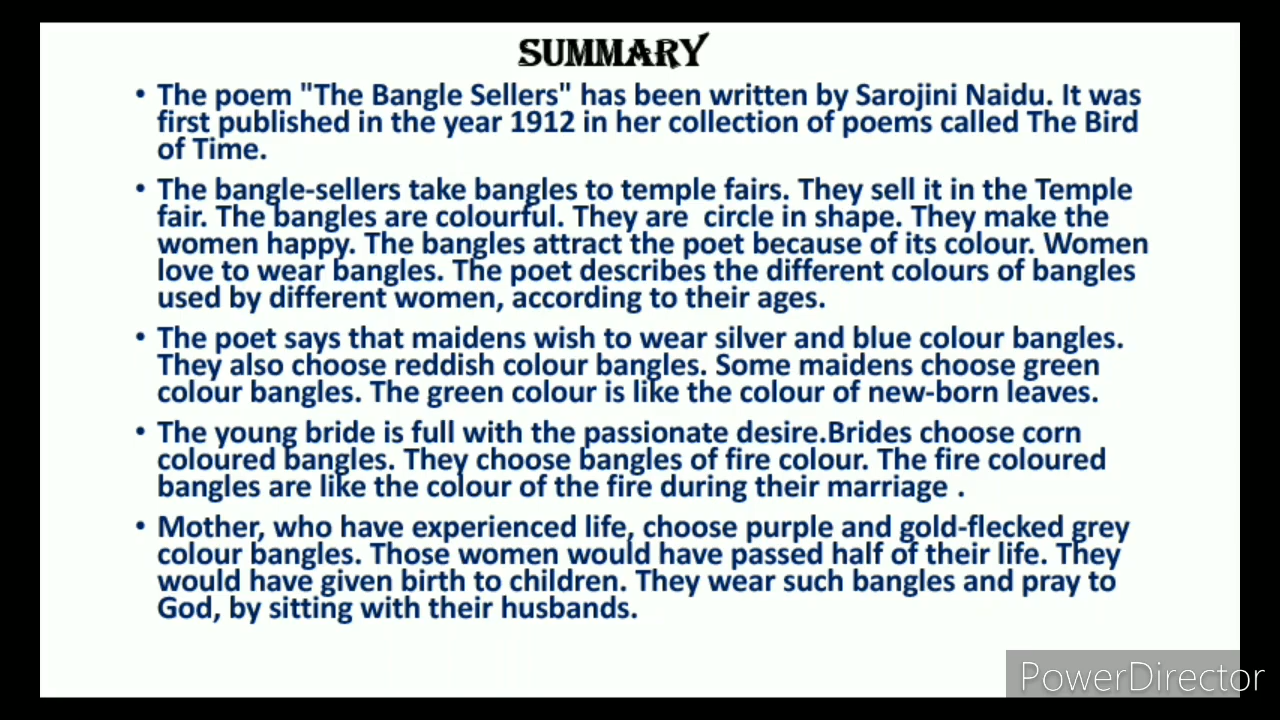 SUMMARY
• The poem "The Bangle Sellers" has been written by Sarojini Naidu. It was
first published in the year 1912 in her collection of poems called The Bird
of Time.
• The bangle-sellers take bangles to temple fairs. They sell it in the Temple
fair. The bangles are colourful. They are  circle in shape. They make the
women happy. The bangles attract the poet because of its colour. Women
love to wear bangles. The poet describes the different colours of bangles
used by different women, according to their ages.
• The poet says that maidens wish to wear silver and blue colour bangles.
They also choose reddish colour bangles. Some maidens choose green
colour bangles. The green colour is like the colour of new-born leaves.
• The young bride is full with the passionate desire.Brides choose corn
coloured bangles. They choose bangles of fire colour. The fire coloured
bangles are like the colour of the fire during their marriage .
• Mother, who have experienced life, choose purple and gold-flecked grey
colour bangles. Those women would have passed half of their life. They
would have given birth to children. They wear such bangles and pray to
God, by sitting with their husbands.
PowerDirector